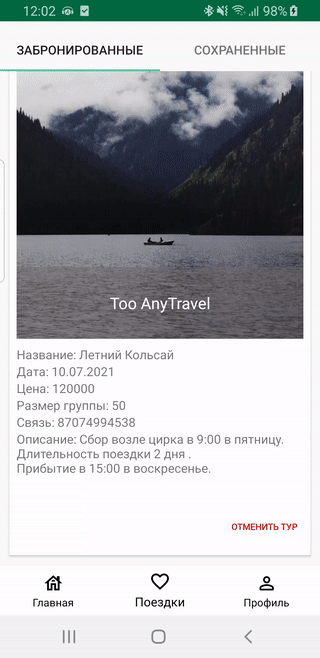 12:02 98%
ЗАБРОНИРОВАННЫЕ СОХРАНЕННЫЕ
Too AnyTravel
Название: Летний Кольсай
Дата: 10.07.2021
Цена: 120000
Размер группы: 50
Связь: 87074994538
Описание: Сбор возле цирка в 9:00 в пятницу.
Длительность поездки 2 дня .
Прибытие в 15:00 в воскресенье.
ОТМЕНИТЬ ТУР
Главная Поездки Профиль